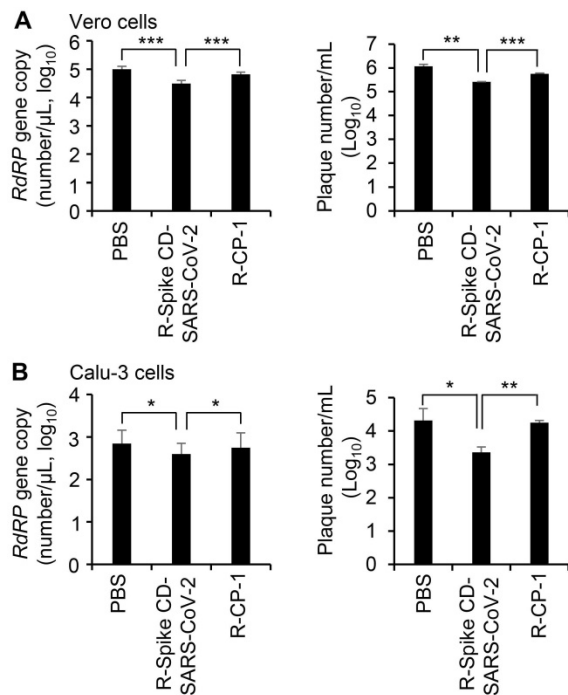 A Vero cells
RdRP gene copy
(number/µL, log10)
6
5
4
3
2
1
0
***
***
PBS
R-Spike CD-
SARS-CoV-2
R-CP-1
Plaque number/mL
(Log10)
7
6
5
4
3
2
1
0
**
***
PBS
R-Spike CD-
SARS-CoV-2
R-CP-1
B Calu-3 cells
RdRP gene copy
(number/µL, log10)
4
3
2
1
0
*
*
PBS
R-Spike CD-
SARS-CoV-2
R-CP-1
Plaque number/mL
(Log10)
5
4
3
2
1
0
*
**
PBS
R-Spike CD-
SARS-CoV-2
R-CP-1